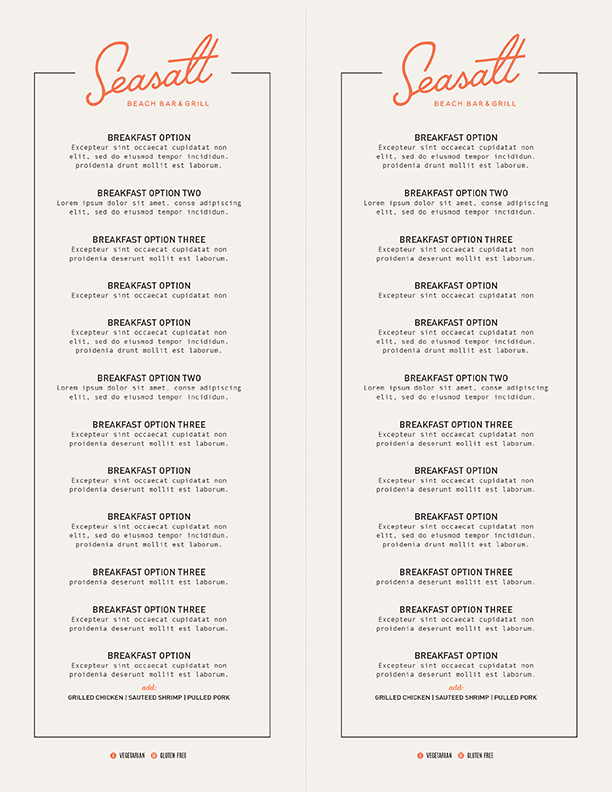 Seasalt
BEACH BAR & GRILL
BREAKFAST OPTION
Excepteur sint occaecat cupidatat non
elit, sed do eiusmod tempor incididun.
proidenia drunt mollit est laborum.
BREAKFAST OPTION TWO
Lorem ipsum dolor sit amet, conse adipiscing
elit, sed do eiusmod tempor incididun.
BREAKFAST OPTION THREE
Excepteur sint occaecat cupidatat non
proidenia deserunt mollit est laborum.
BREAKFAST OPTION
Excepteur sint occaecat cupidatat non
BREAKFAST OPTION
Excepteur sint occaecat cupidatat non
elit, sed do eiusmod tempor incididun.
proidenia drunt mollit est laborum.
BREAKFAST OPTION TWO
Lorem ipsum dolor sit amet, conse adipiscing
elit, sed do eiusmod tempor incididun.
BREAKFAST OPTION THREE
Excepteur sint occaecat cupidatat non
proidenia deserunt mollit est laborum.
BREAKFAST OPTION
Excepteur sint occaecat cupidatat non
proidenia deserunt mollit est laborum.
BREAKFAST OPTION
Excepteur sint occaecat cupidatat non
elit, sed do eiusmod tempor incididun.
proidenia drunt mollit est laborum.
BREAKFAST OPTION THREE
proidenia deserunt mollit est laborum.
BREAKFAST OPTION THREE
Excepteur sint occaecat cupidatat non
proidenia deserunt mollit est laborum.
BREAKFAST OPTION
Excepteur sint occaecat cupidatat non
proidenia deserunt mollit est laborum.
add:
GRILLED CHICKEN | SAUTEED SHRIMP | PULLED PORK
V VEGETARIAN G GLUTEN FREE
Seasalt
BEACH BAR & GRILL
BREAKFAST OPTION
Excepteur sint occaecat cupidatat non
elit, sed do eiusmod tempor incididun.
proidenia drunt mollit est laborum.
BREAKFAST OPTION TWO
Lorem ipsum dolor sit amet, conse adipiscing
elit, sed do eiusmod tempor incididun.
BREAKFAST OPTION THREE
Excepteur sint occaecat cupidatat non
proidenia deserunt mollit est laborum.
BREAKFAST OPTION
Excepteur sint occaecat cupidatat non
BREAKFAST OPTION
Excepteur sint occaecat cupidatat non
elit, sed do eiusmod tempor incididun.
proidenia drunt mollit est laborum.
BREAKFAST OPTION TWO
Lorem ipsum dolor sit amet, conse adipiscing
elit, sed do eiusmod tempor incididun.
BREAKFAST OPTION THREE
Excepteur sint occaecat cupidatat non
proidenia deserunt mollit est laborum.
BREAKFAST OPTION
Excepteur sint occaecat cupidatat non
proidenia deserunt mollit est laborum.
BREAKFAST OPTION
Excepteur sint occaecat cupidatat non
elit, sed do eiusmod tempor incididun.
proidenia drunt mollit est laborum.
BREAKFAST OPTION THREE
proidenia deserunt mollit est laborum.
BREAKFAST OPTION THREE
Excepteur sint occaecat cupidatat non
proidenia deserunt mollit est laborum.
BREAKFAST OPTION
Excepteur sint occaecat cupidatat non
proidenia deserunt mollit est laborum.
add:
GRILLED CHICKEN | SAUTEED SHRIMP | PULLED PORK
V VEGETARIAN G GLUTEN FREE